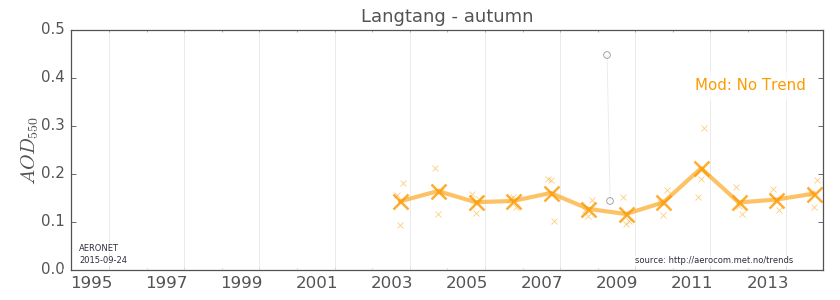 Langtang - autumn
0.5
0.4
0.3
0.2
0.1
0.0
AOD550
Mod: No Trend
AERONET
2015-09-24
source: http://aerocom.met.no/trends
1995 1997 1999 2001 2003 2005 2007 2009 2011 2013